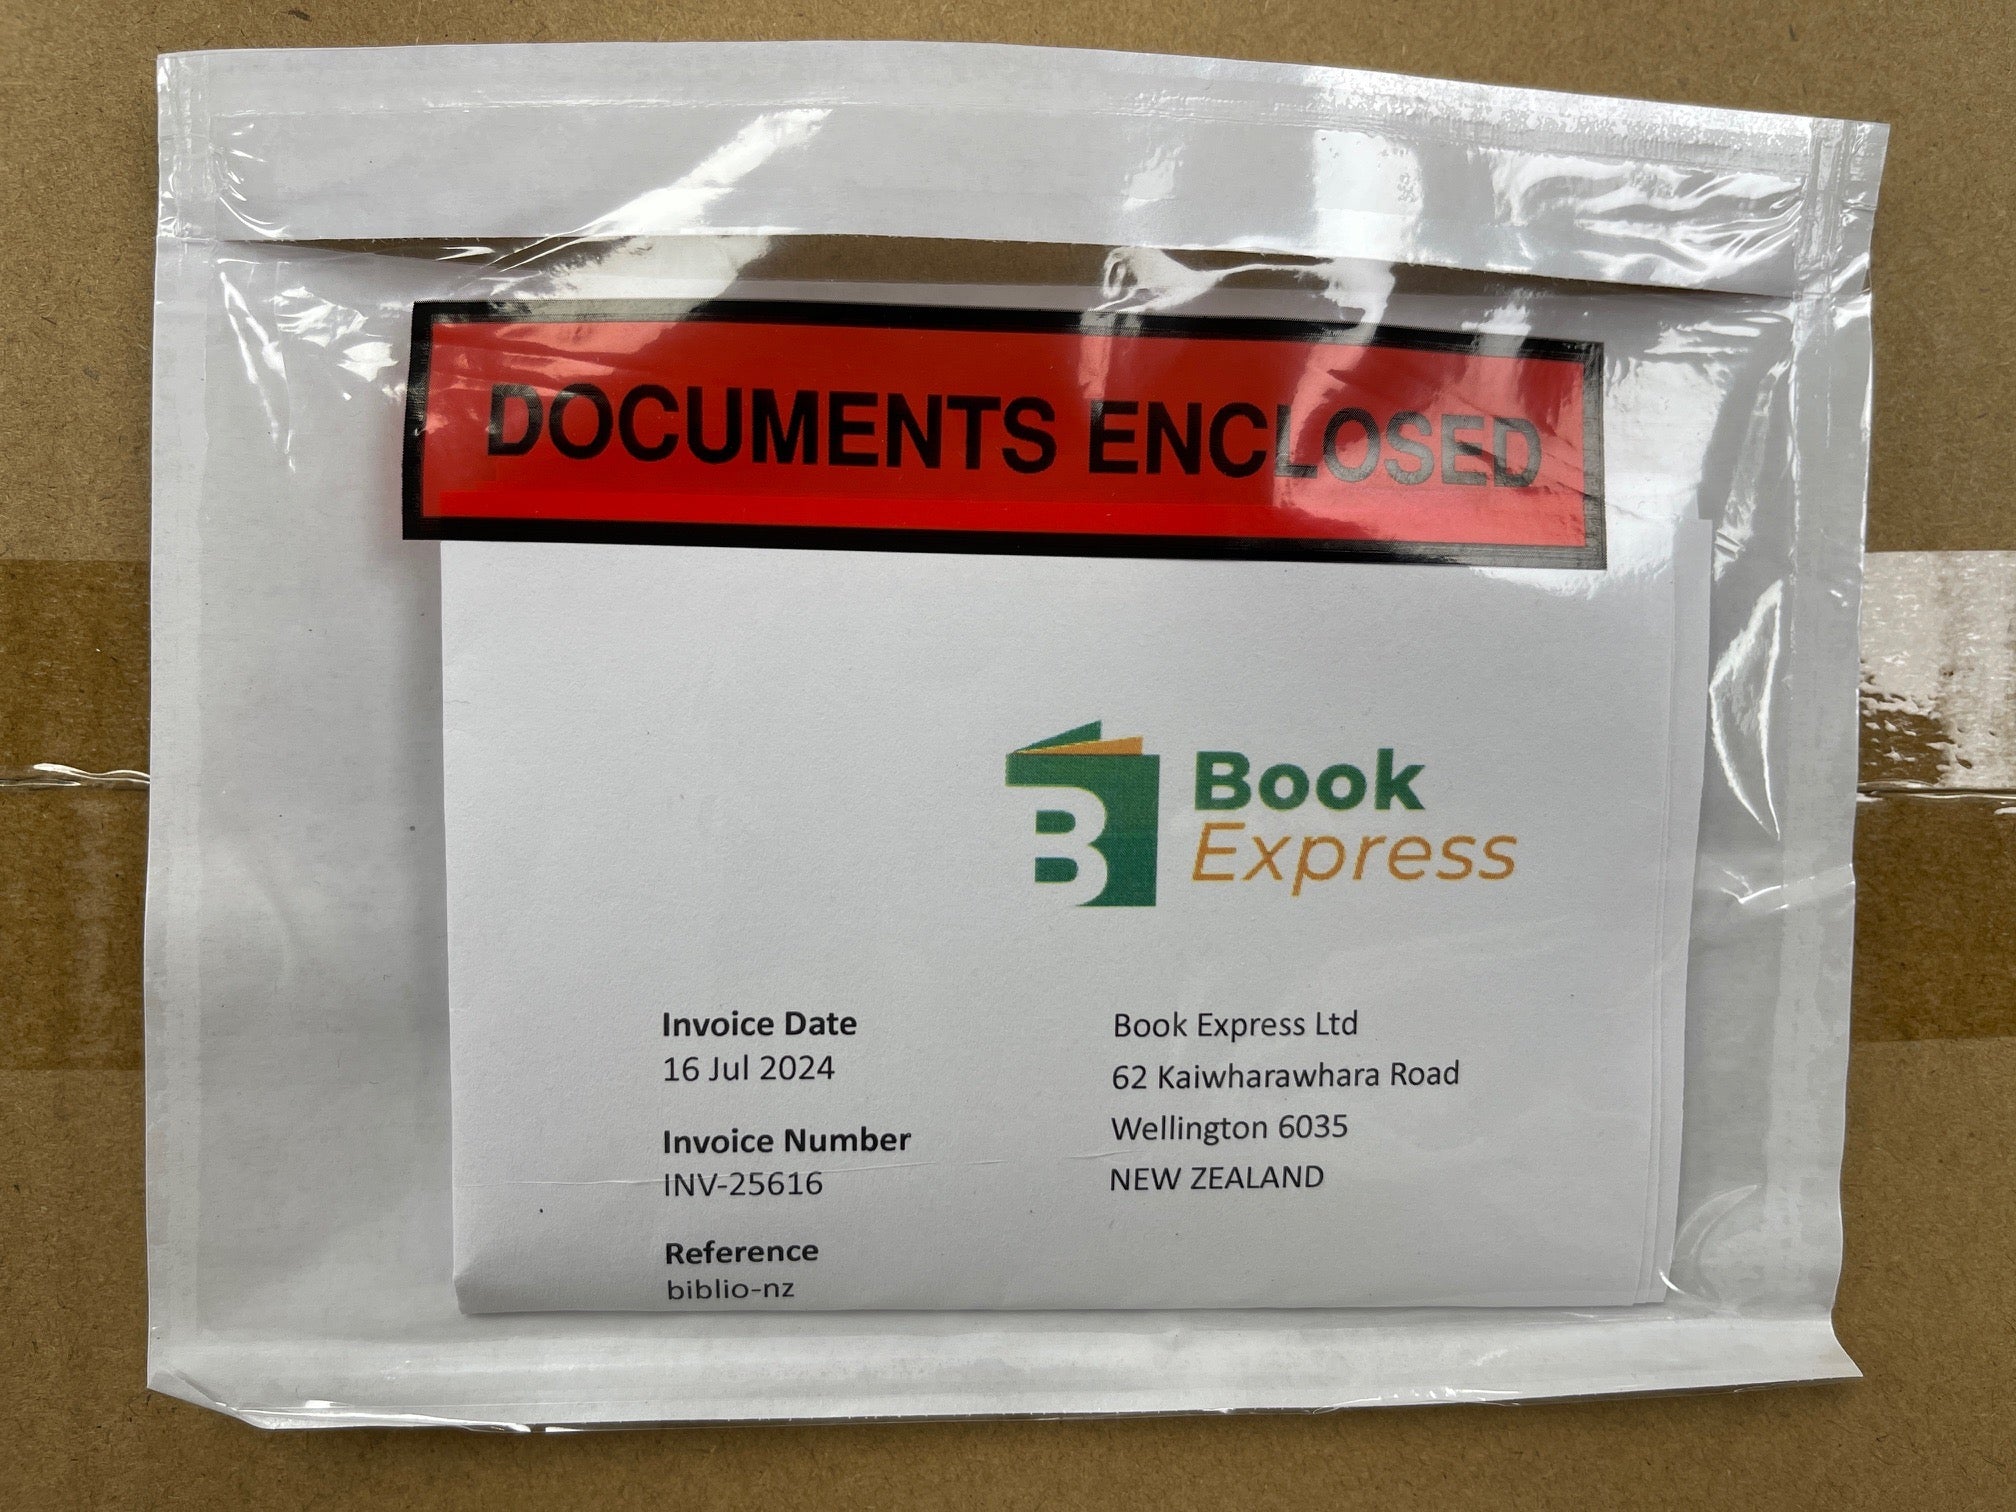 DOCUMENTS ENCLOSED
Book
Express
Invoice Date
16 Jul 2024
Invoice Number
INV-25616
Reference
biblio-nz
Book Express Ltd
62 Kaiwharawhara Road
Wellington 6035
NEW ZEALAND